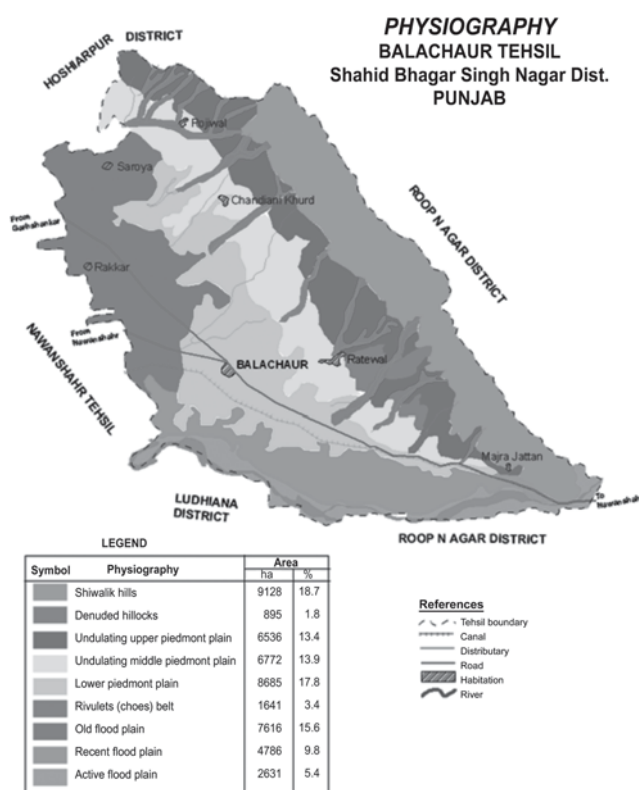 PHYSIOGRAPHY
BALACHAUR TEHSIL
Shahid Bhagar Singh Nagar Dist.
PUNJAB
HOSHIARPUR DISTRICT
Rojiwal
Saroya
Chandiani Khurd
From
Garhshankar
ROOP N AGAR DISTRICT
Rakkar
From
Nawanshahr
NAWANSHAHR TEHSIL
BALACHAUR
Ratewal
Majra Jattan
To
Nawanshahr
LUDHIANA
DISTRICT
ROOP N AGAR DISTRICT
LEGEND
Symbol Physiography Area
ha %
Shiwalik hills 9128 18.7
Denuded hillocks 895 1.8
Undulating upper piedmont plain 6536 13.4
Undulating middle piedmont plain 6772 13.9
Lower piedmont plain 8685 17.8
Rivulets (choes) belt 1641 3.4
Old flood plain 7616 15.6
Recent flood plain 4786 9.8
Active flood plain 2631 5.4
References
Tehsil boundary
Canal
Distributary
Road
Habitation
River